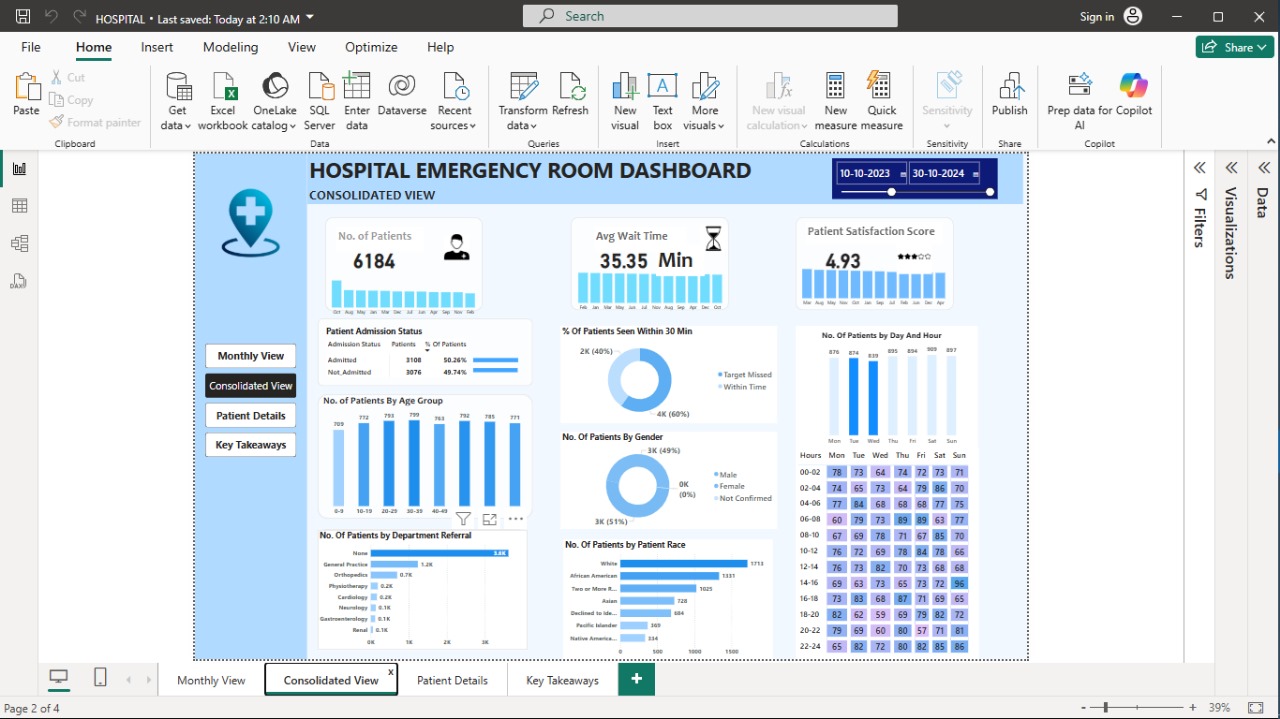 HOSPITAL • Last saved: Today at 2:10 AM
Search
Sign in
File Home Insert Modeling View Optimize Help
Share
Paste
Cut
Copy
Format painter
Clipboard
Get data
Excel workbook
OneLake catalog
SQL Server
Enter data
Dataverse
Recent sources
Data
Transform data
Refresh
Queries
New visual
Text box
More visuals
Insert
New visual calculation
New measure
Quick measure
Calculations
Sensitivity
Sensitivity
Publish
Share
Prep data for AI
Copilot
Copilot
HOSPITAL EMERGENCY ROOM DASHBOARD
CONSOLIDATED VIEW
10-10-2023 30-10-2024
Monthly View
Consolidated View
Patient Details
Key Takeaways
No. of Patients
6184
Oct Aug May Jan Mar Dec Jul Jun Apr Sep Nov Feb
Avg Wait Time
35.35 Min
Feb Jan Mar May Jun Jul Nov Aug Sep Apr Dec Oct
Patient Satisfaction Score
4.93
Mar Aug May Nov Oct Jan Sep Jul Feb Jun Dec Apr
Patient Admission Status
Admission Status Patients % Of Patients
Admitted 3108 50.26%
Not_Admitted 3076 49.74%
No. of Patients By Age Group
709 772 793 799 763 792 785 771
0-9 10-19 20-29 30-39 40-49
No. Of Patients by Department Referral
None 3.8K
General Practice 1.2K
Orthopedics 0.7K
Physiotherapy 0.2K
Cardiology 0.2K
Neurology 0.1K
Gastroenterology 0.1K
Renal 0.1K
0K 1K 2K 3K
% Of Patients Seen Within 30 Min
2K (40%)
4K (60%)
Target Missed
Within Time
No. Of Patients By Gender
3K (49%)
0K (0%)
3K (51%)
Male
Female
Not Confirmed
No. Of Patients by Patient Race
White 1713
African American 1331
Two or More R... 1025
Asian 728
Declined to Ide... 684
Pacific Islander 369
Native America... 334
0 500 1000 1500
No. Of Patients by Day And Hour
876 874 839 895 894 909 897
Mon Tue Wed Thu Fri Sat Sun
Hours Mon Tue Wed Thu Fri Sat Sun
00-02 78 73 64 74 72 73 71
02-04 74 65 73 64 79 86 70
04-06 77 84 68 68 68 77 75
06-08 60 79 73 89 89 63 77
08-10 67 69 78 71 67 85 70
10-12 76 72 69 78 84 78 66
12-14 76 73 82 70 73 68 68
14-16 69 63 73 65 73 72 96
16-18 73 83 68 87 71 69 65
18-20 82 62 59 69 79 82 72
20-22 79 69 60 80 57 71 81
22-24 65 82 72 80 82 85 86
Filters
Visualizations
Data
Monthly View
Consolidated View x
Patient Details
Key Takeaways
+
Page 2 of 4
- + 39%